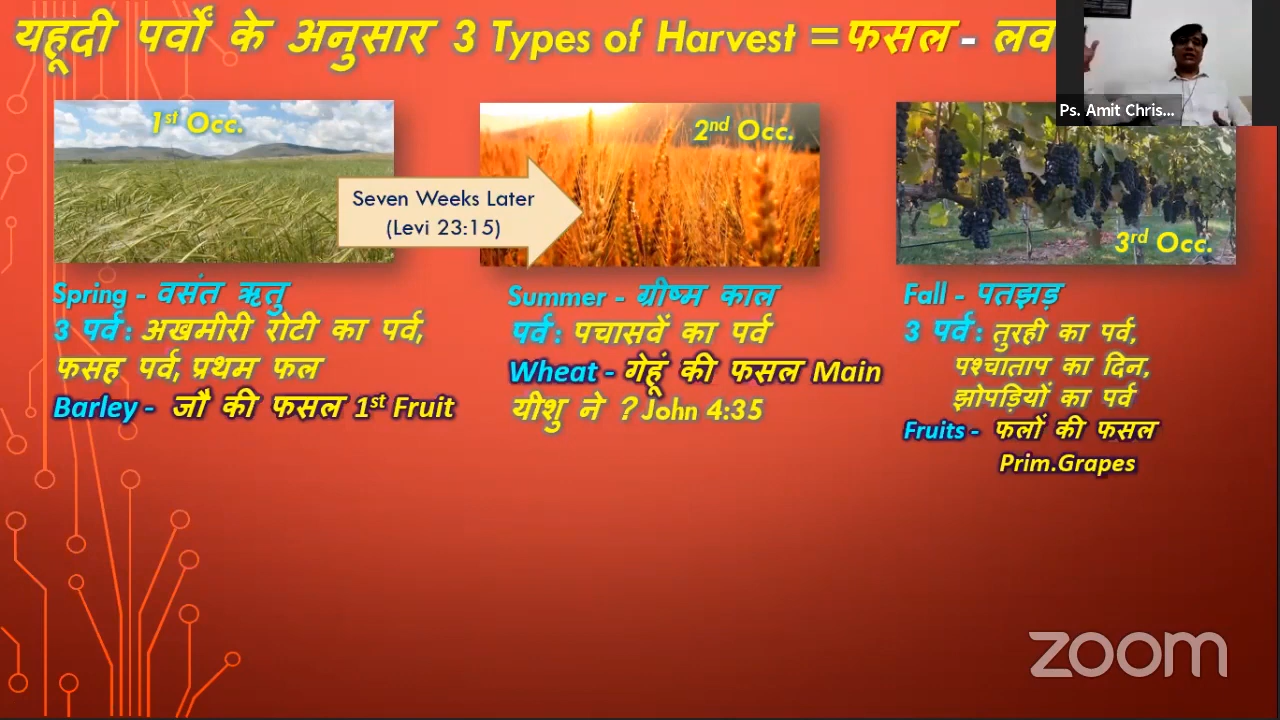 यहूदी पर्वों के अनुसार 3 Types of Harvest =फसल - लव
Ps. Amit Chris...
1st Occ.
Seven Weeks Later
(Levi 23:15)
2nd Occ.
3rd Occ.
Spring - वसंत ऋतु
3 पर्व : अखमीरी रोटी का पर्व,
फसह पर्व, प्रथम फल
Barley - जौ की फसल 1st Fruit
Summer - ग्रीष्म काल
पर्व : पचासवें का पर्व
Wheat - गेहूं की फसल Main
यीशु ने ? John 4:35
Fall - पतझड़
3 पर्व : तुरही का पर्व,
पश्चाताप का दिन,
झोपड़ियों का पर्व
Fruits - फलों की फसल
Prim.Grapes
zoom